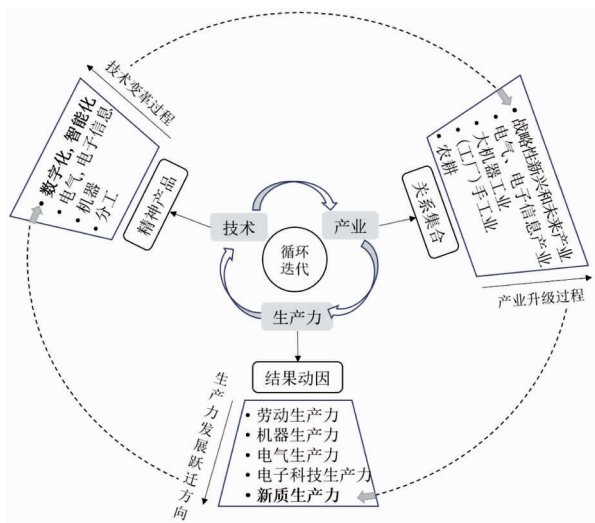 技术变革过程
数字化,智能化
电气,电子信息
机器
分工
精神产品
技术
产业
循环
迭代
生产力
关系集合
战略性新兴和未来产业
电气、电子信息产业
大机器工业
(工厂)手工业
农耕
产业升级过程
结果动因
生产力发展跃迁方向
劳动生产力
机器生产力
电气生产力
电子科技生产力
新质生产力